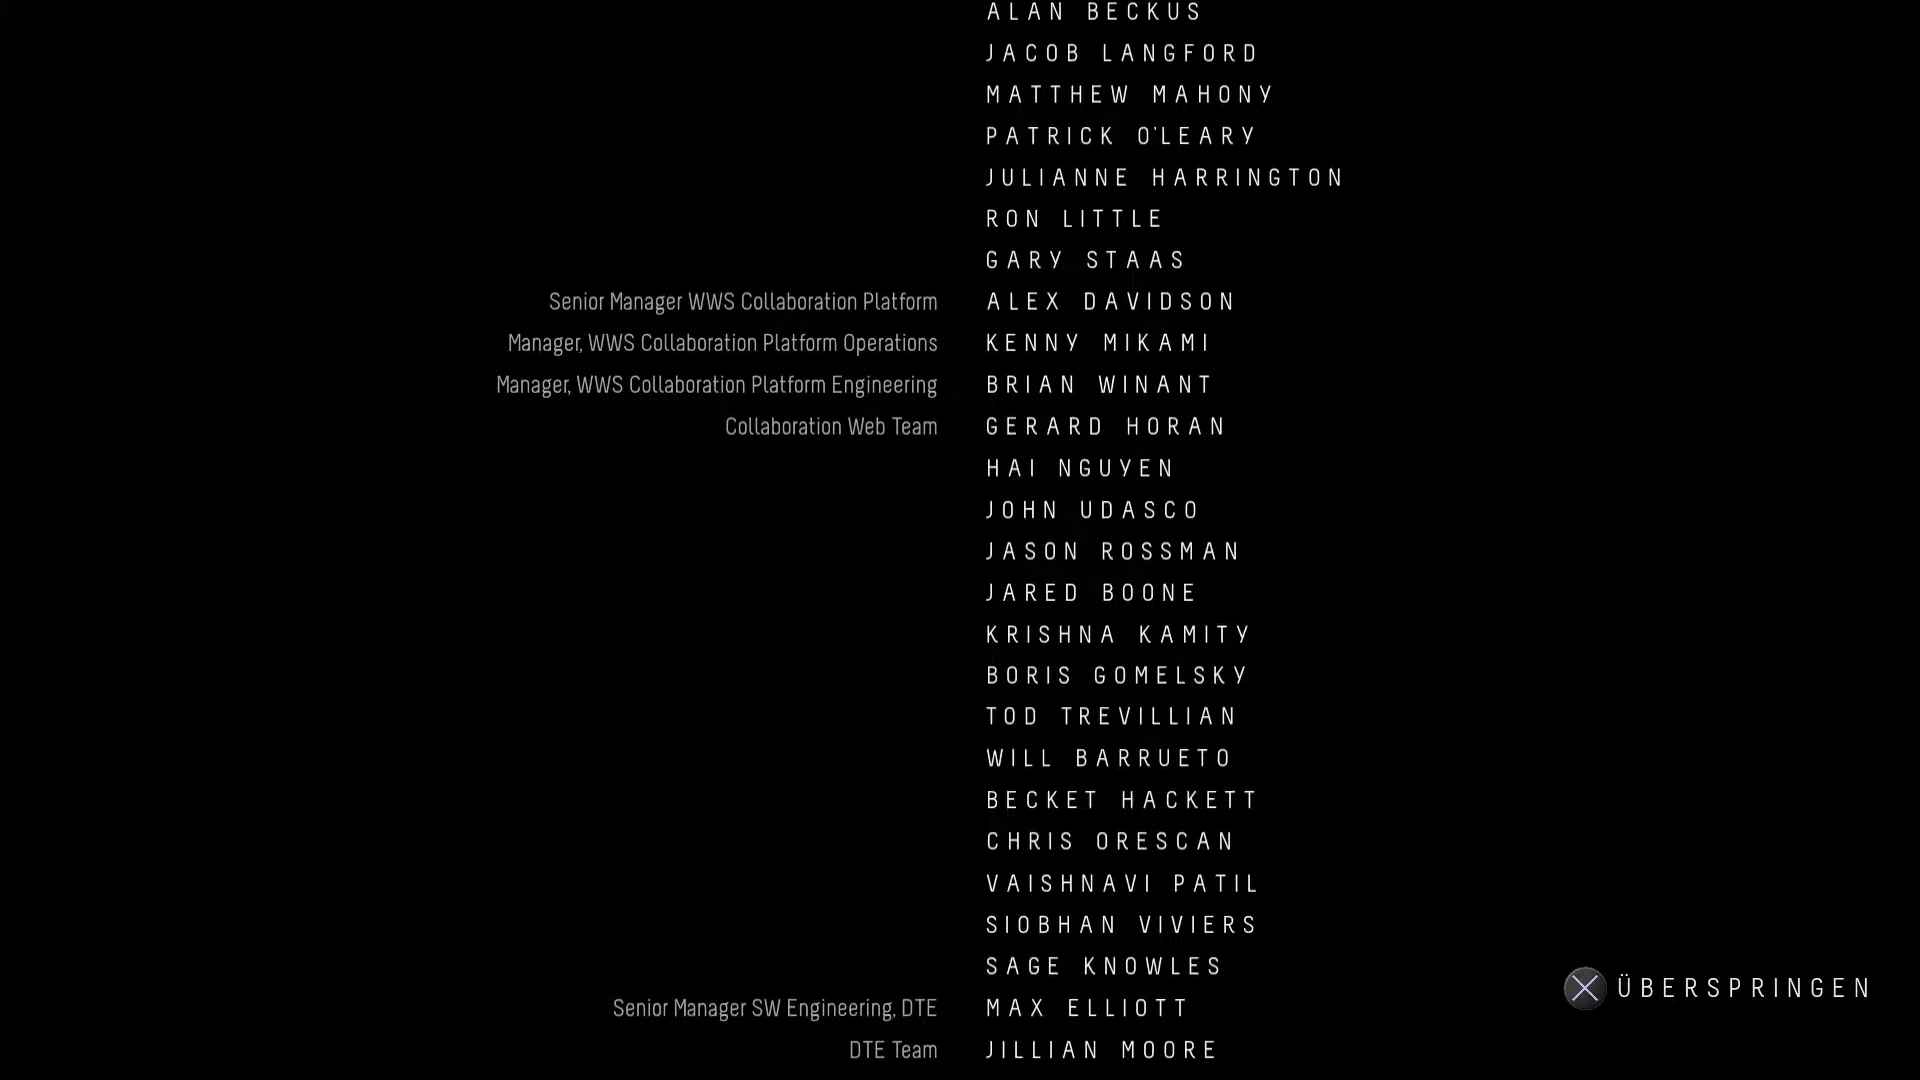 ALAN BECKUS
JACOB LANGFORD
MATTHEW MAHONY
PATRICK O'LEARY
JULIANNE HARRINGTON
RON LITTLE
GARY STAAS
Senior Manager WWS Collaboration Platform ALEX DAVIDSON
Manager, WWS Collaboration Platform Operations KENNY MIKAMI
Manager, WWS Collaboration Platform Engineering BRIAN WINANT
Collaboration Web Team GERARD HORAN
HAI NGUYEN
JOHN UDASCO
JASON ROSSMAN
JARED BOONE
KRISHNA KAMITY
BORIS GOMELSKY
TOD TREVILLIAN
WILL BARRUETO
BECKET HACKETT
CHRIS ORESCAN
VAISHNAVI PATIL
SIOBHAN VIVIERS
SAGE KNOWLES
ÜBERSPRINGEN
Senior Manager SW Engineering, DTE MAX ELLIOTT
DTE Team JILLIAN MOORE